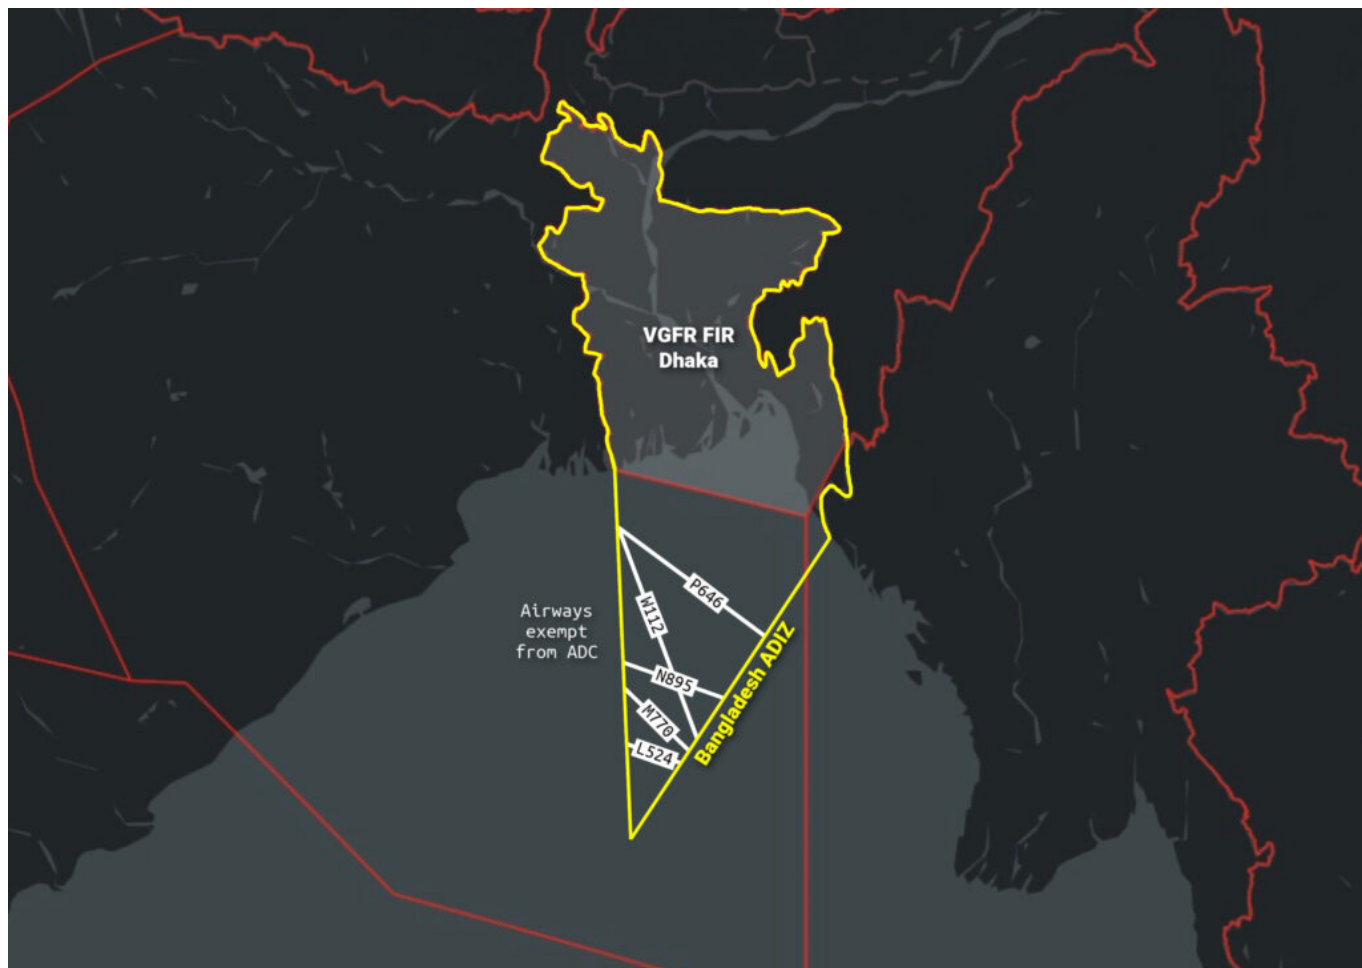 VGFR FIR
Dhaka
P646
W112
Airways
exempt
from ADC
N895
M770
L524
Bangladesh ADIZ